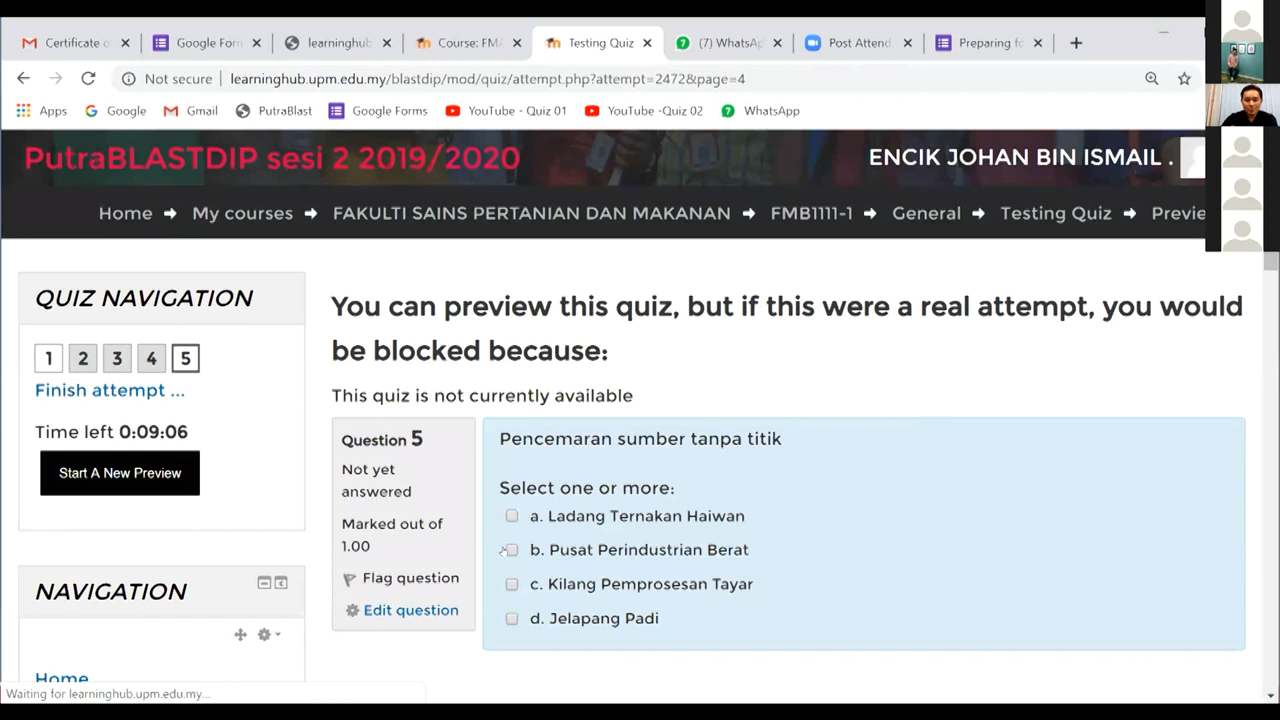 Certificate o
Google For
learninghub
Course: FM
Testing Quiz
(7) WhatsA
Post Attend
Preparing fo
Not secure
learninghub.upm.edu.my/blastdip/mod/quiz/attempt.php?attempt=2472&page=4
Apps
Google
Gmail
PutraBlast
Google Forms
YouTube - Quiz 01
YouTube -Quiz 02
WhatsApp
PutraBLASTDIP sesi 2 2019/2020
ENCIK JOHAN BIN ISMAIL .
Home
My courses
FAKULTI SAINS PERTANIAN DAN MAKANAN
FMB1111-1
General
Testing Quiz
Previe
QUIZ NAVIGATION
1 2 3 4 5
Finish attempt ...
Time left 0:09:06
Start A New Preview
You can preview this quiz, but if this were a real attempt, you would
be blocked because:
This quiz is not currently available
Question 5
Not yet
answered
Marked out of
1.00
Flag question
Edit question
Pencemaran sumber tanpa titik
Select one or more:
a. Ladang Ternakan Haiwan
b. Pusat Perindustrian Berat
c. Kilang Pemprosesan Tayar
d. Jelapang Padi
NAVIGATION
Home
Waiting for learninghub.upm.edu.my...